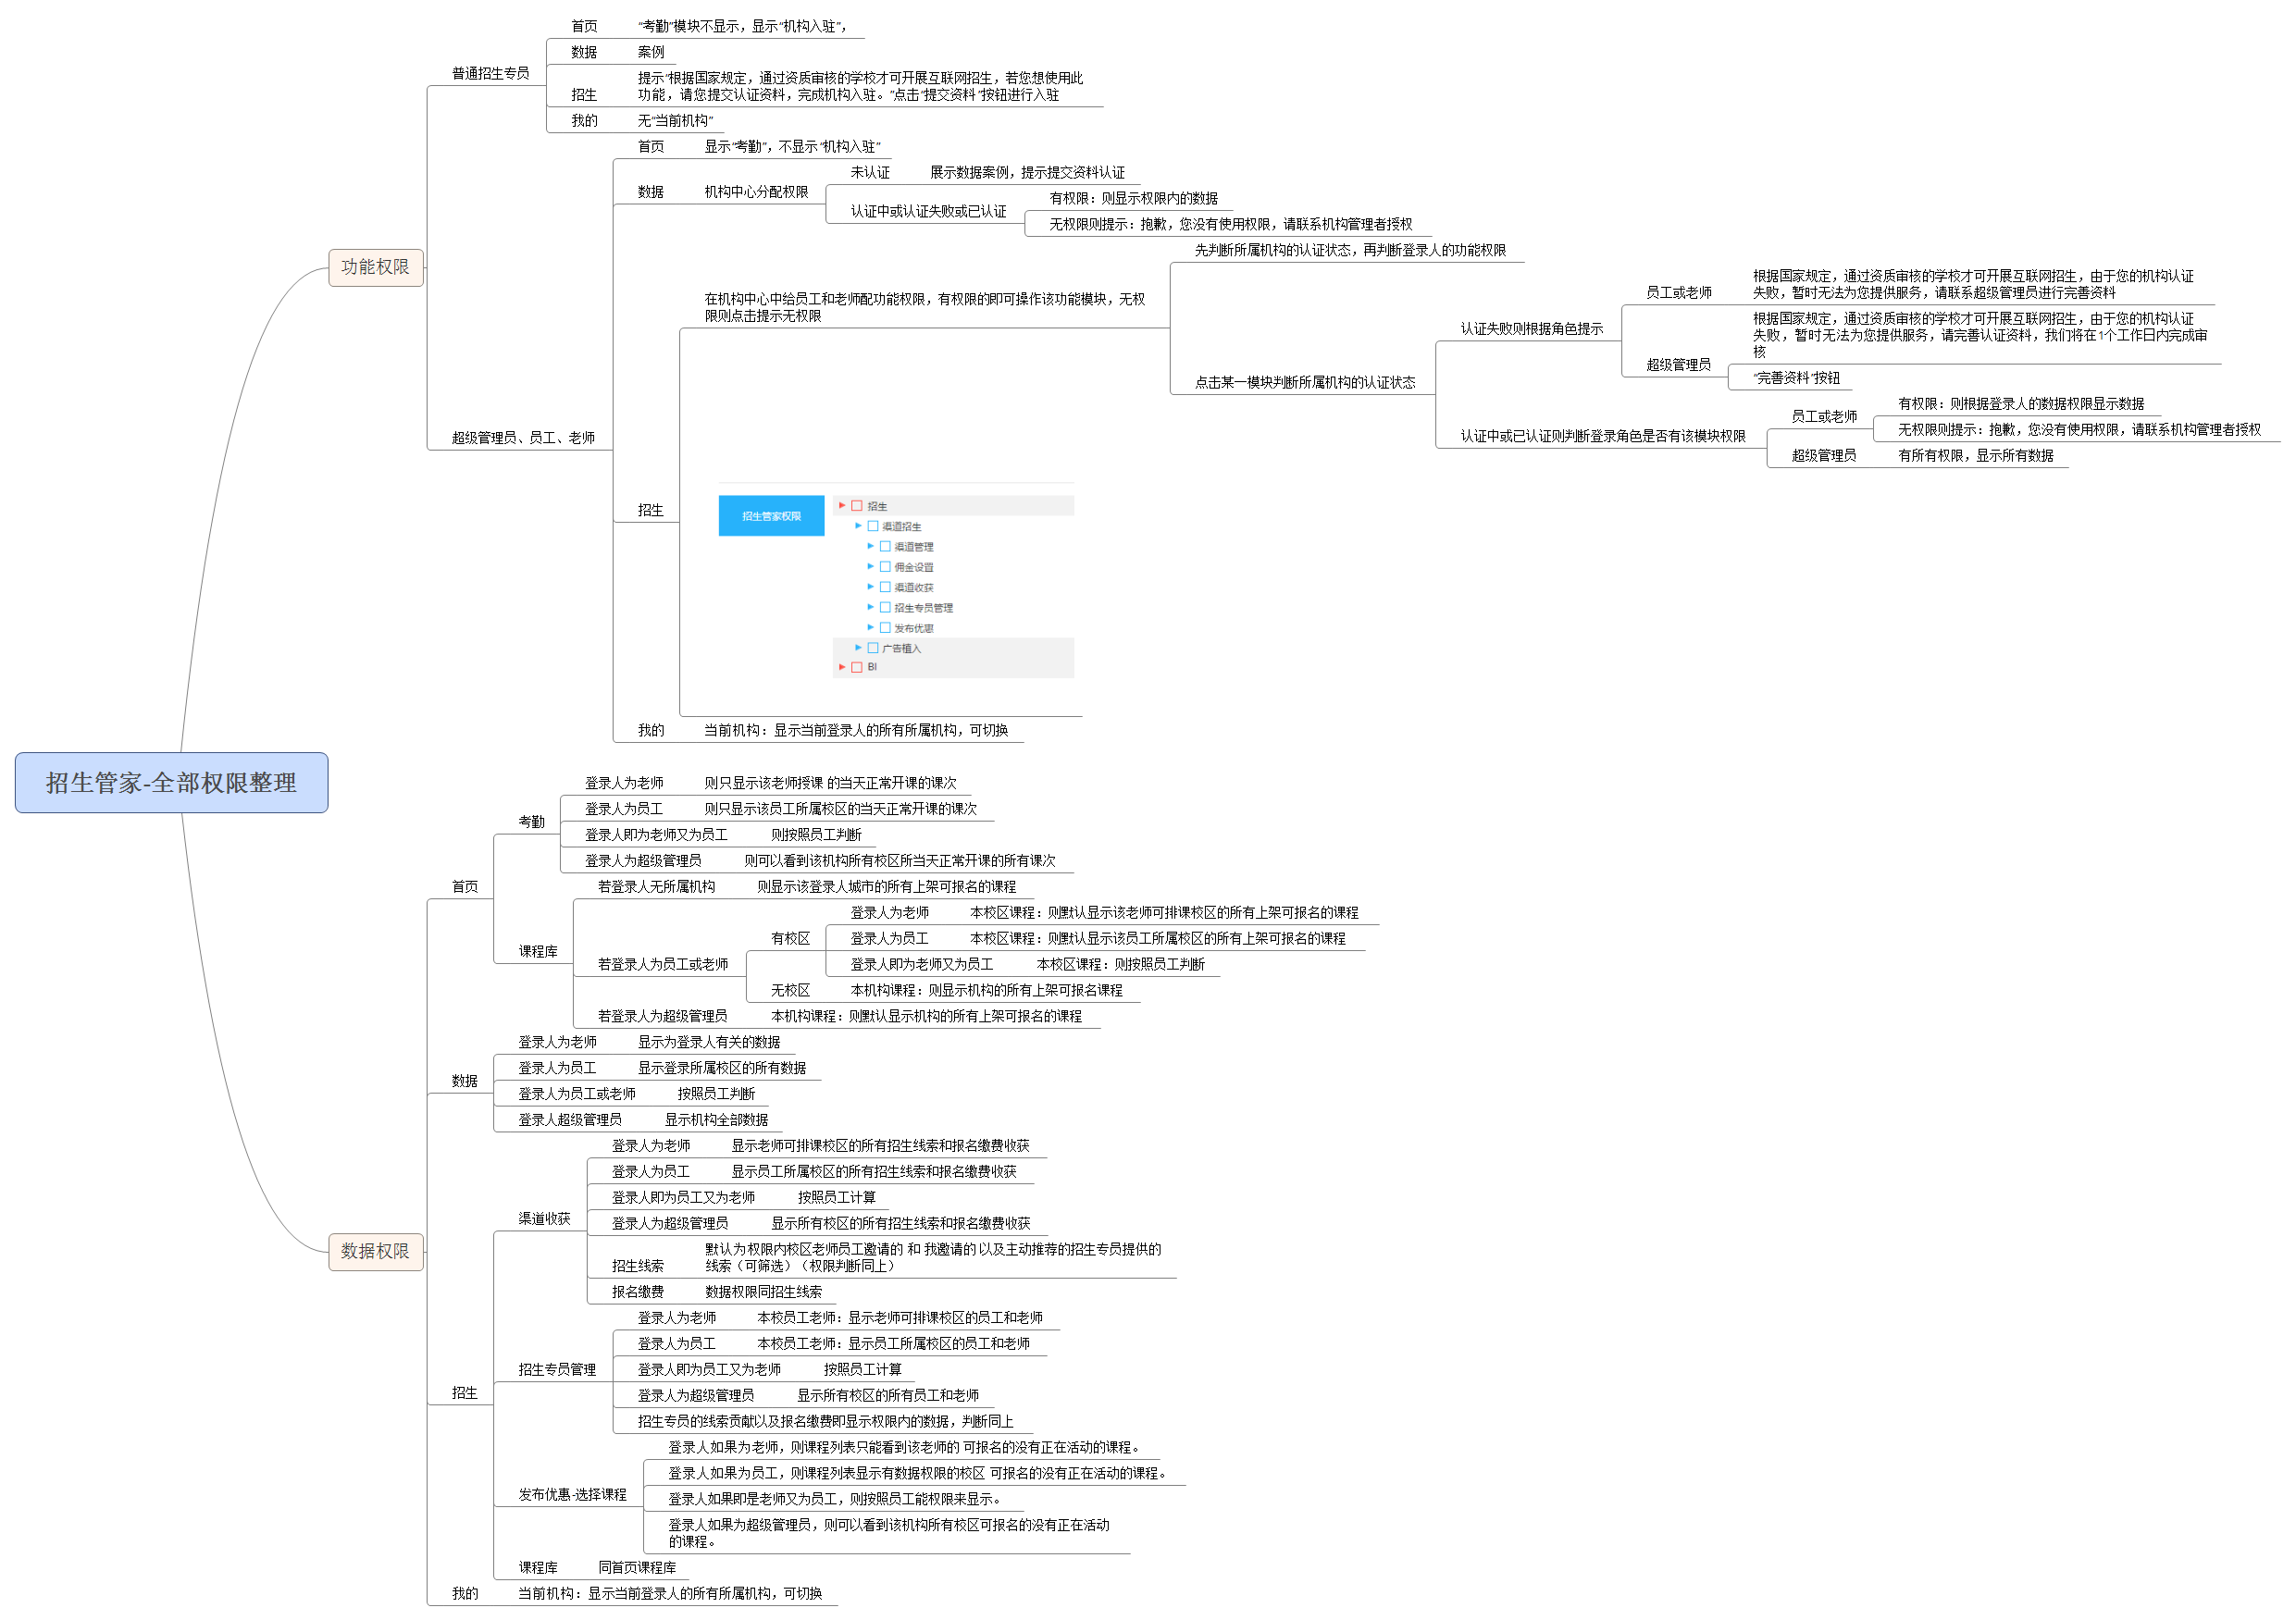 招生管家-全部权限整理
功能权限
普通招生专员
首页
“考勤”模块不显示，显示“机构入驻”，
数据
案例
招生
提示“根据国家规定，通过资质审核的学校才可开展互联网招生，若您想使用此
功能，请您提交认证资料，完成机构入驻。”点击“提交资料”按钮进行入驻
我的
无“当前机构”
超级管理员、员工、老师
首页
显示“考勤”，不显示“机构入驻”
数据
机构中心分配权限
未认证
展示数据案例，提示提交资料认证
认证中或认证失败或已认证
有权限：则显示权限内的数据
无权限则提示：抱歉，您没有使用权限，请联系机构管理者授权
招生
在机构中心中给员工和老师配功能权限，有权限的即可操作该功能模块，无权
限则点击提示无权限
先判断所属机构的认证状态，再判断登录人的功能权限
点击某一模块判断所属机构的认证状态
认证失败则根据角色提示
员工或老师
根据国家规定，通过资质审核的学校才可开展互联网招生，由于您的机构认证
失败，暂时无法为您提供服务，请联系超级管理员进行完善资料
超级管理员
根据国家规定，通过资质审核的学校才可开展互联网招生，由于您的机构认证
失败，暂时无法为您提供服务，请完善认证资料，我们将在1个工作日内完成审
核
“完善资料”按钮
认证中或已认证则判断登录角色是否有该模块权限
员工或老师
有权限：则根据登录人的数据权限显示数据
无权限则提示：抱歉，您没有使用权限，请联系机构管理者授权
超级管理员
有所有权限，显示所有数据
招生管家权限
招生
渠道招生
渠道管理
佣金设置
渠道收获
招生专员管理
发布优惠
广告植入
BI
我的
当前机构：显示当前登录人的所有所属机构，可切换
数据权限
首页
考勤
登录人为老师
则只显示该老师授课 的当天正常开课的课次
登录人为员工
则只显示该员工所属校区的当天正常开课的课次
登录人即为老师又为员工
则按照员工判断
登录人为超级管理员
则可以看到该机构所有校区所当天正常开课的所有课次
课程库
若登录人无所属机构
则显示该登录人城市的所有上架可报名的课程
若登录人为员工或老师
有校区
登录人为老师
本校区课程：则默认显示该老师可排课校区的所有上架可报名的课程
登录人为员工
本校区课程：则默认显示该员工所属校区的所有上架可报名的课程
登录人即为老师又为员工
本校区课程：则按照员工判断
无校区
本机构课程：则显示机构的所有上架可报名课程
若登录人为超级管理员
本机构课程：则默认显示机构的所有上架可报名的课程
数据
登录人为老师
显示为登录人有关的数据
登录人为员工
显示登录所属校区的所有数据
登录人为员工或老师
按照员工判断
登录人超级管理员
显示机构全部数据
招生
渠道收获
登录人为老师
显示老师可排课校区的所有招生线索和报名缴费收获
登录人为员工
显示员工所属校区的所有招生线索和报名缴费收获
登录人即为员工又为老师
按照员工计算
登录人为超级管理员
显示所有校区的所有招生线索和报名缴费收获
招生线索
默认为 权限内校区老师员工邀请的 和 我邀请的 以及主动推荐的招生专员提供的
线索（可筛选）（权限判断同上）
报名缴费
数据权限同招生线索
招生专员管理
登录人为老师
本校员工老师：显示老师可排课校区的员工和老师
登录人为员工
本校员工老师：显示员工所属校区的员工和老师
登录人即为员工又为老师
按照员工计算
登录人为超级管理员
显示所有校区的所有员工和老师
招生专员的线索贡献以及报名缴费即显示权限内的数据，判断同上
发布优惠-选择课程
登录人如果为老师，则课程列表只能看到该老师的 可报名的没有正在活动的课程。
登录人如果为员工，则课程列表显示有数据权限的校区 可报名的没有正在活动的课程。
登录人如果即是老师又为员工，则按照员工能权限来显示。
登录人如果为超级管理员，则可以看到该机构所有校区可报名的没有正在活动
的课程。
课程库
同首页课程库
我的
当前机构：显示当前登录人的所有所属机构，可切换